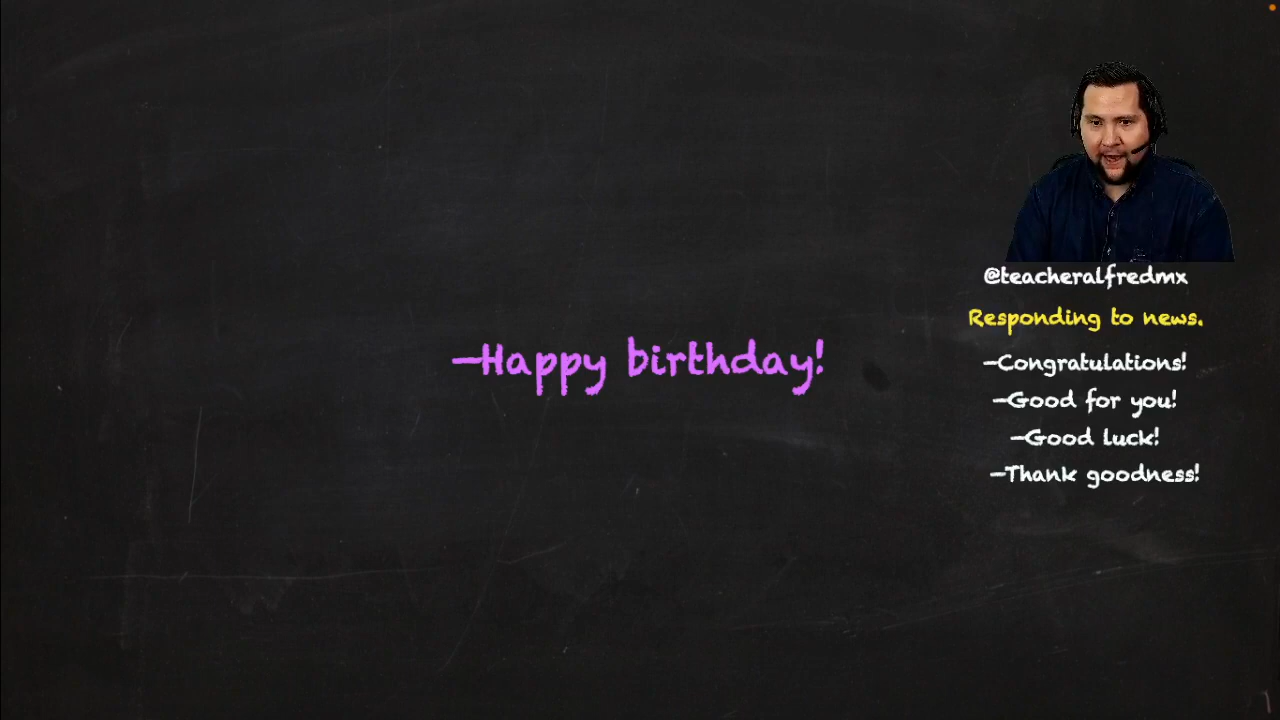 @teacheralfredmx
Responding to news.
—Congratulations!
—Happy birthday!
—Good for you!
—Good luck!
—Thank goodness!